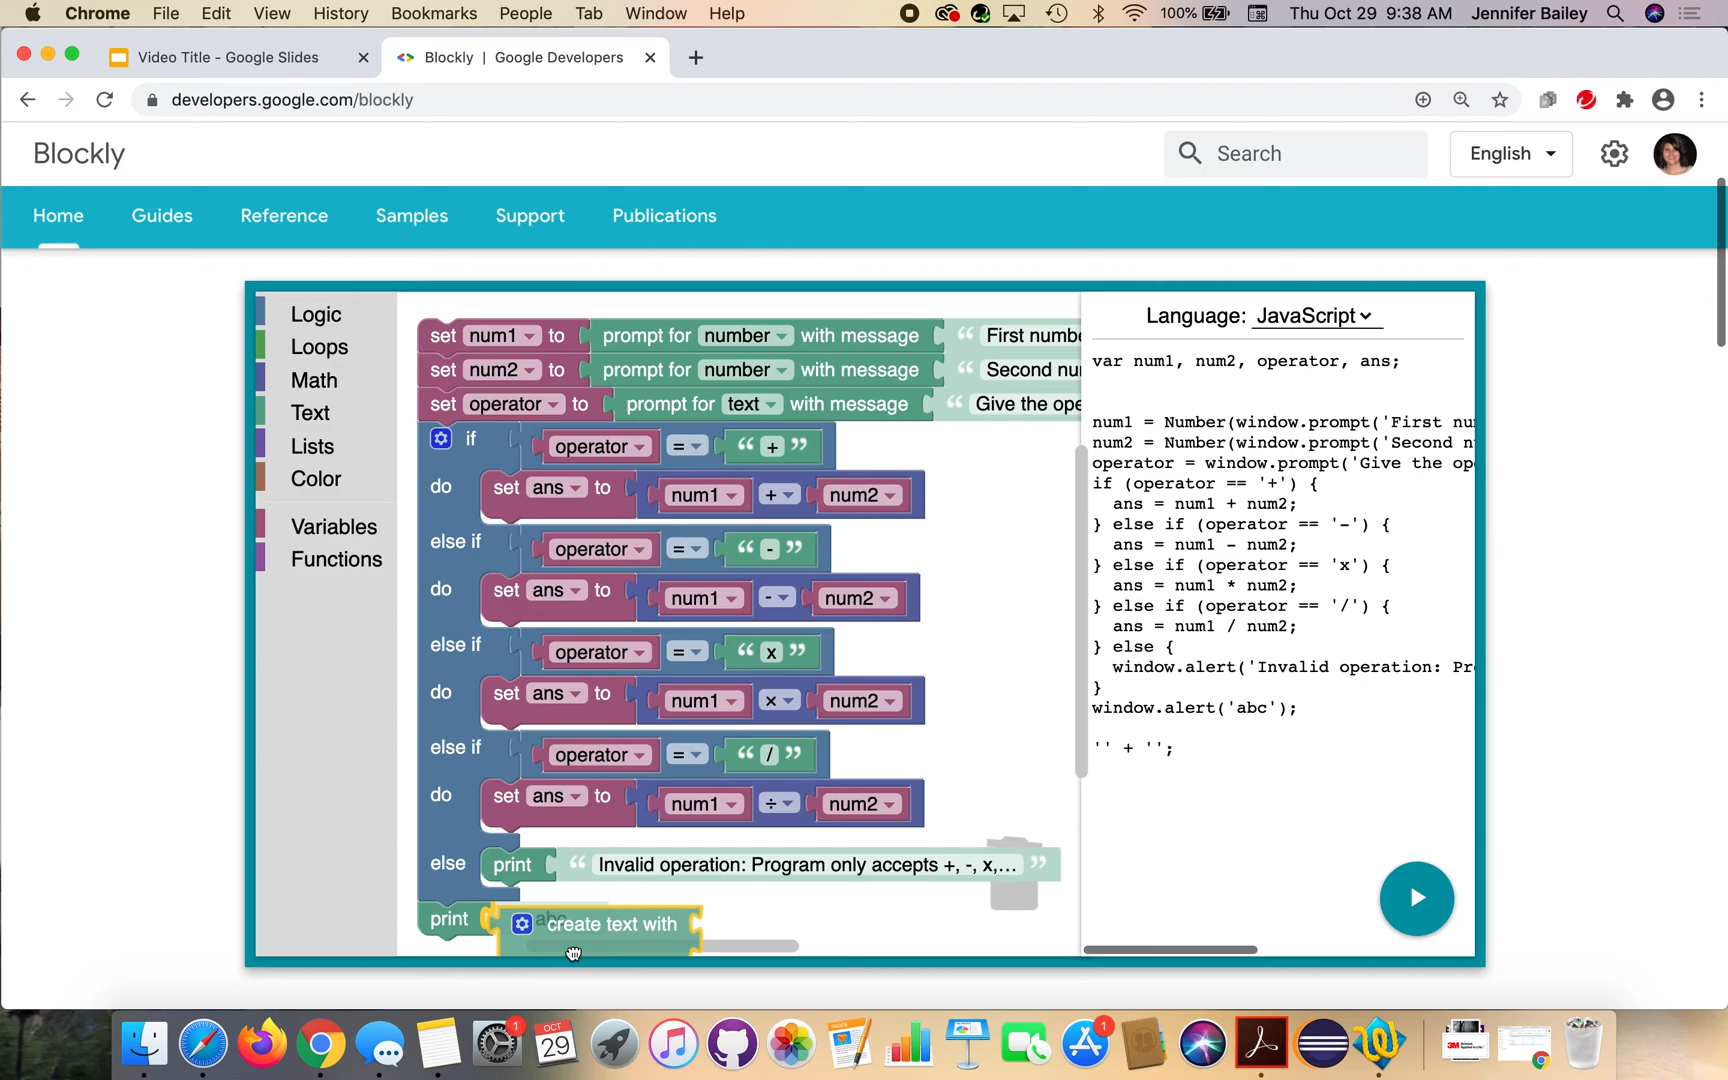 Chrome File Edit View History Bookmarks People Tab Window Help 100% Thu Oct 29 9:38 AM Jennifer Bailey
Video Title - Google Slides
Blockly | Google Developers
developers.google.com/blockly
Blockly
Search
English
Home Guides Reference Samples Support Publications
Logic
Loops
Math
Text
Lists
Color
Variables
Functions
set num1 to prompt for number with message “ First numbe
set num2 to prompt for number with message “ Second nu
set operator to prompt for text with message “ Give the ope
if operator = “ + ”
do set ans to num1 + num2
else if operator = “ - ”
do set ans to num1 - num2
else if operator = “ x ”
do set ans to num1 × num2
else if operator = “ / ”
do set ans to num1 ÷ num2
else print “ Invalid operation: Program only accepts +, -, x,... ”
print abc
create text with
Language: JavaScript
var num1, num2, operator, ans;
num1 = Number(window.prompt('First nu
num2 = Number(window.prompt('Second n
operator = window.prompt('Give the op
if (operator == '+') {
ans = num1 + num2;
} else if (operator == '-') {
ans = num1 - num2;
} else if (operator == 'x') {
ans = num1 * num2;
} else if (operator == '/') {
ans = num1 / num2;
} else {
window.alert('Invalid operation: Pr
}
window.alert('abc');
'' + '';
1
OCT
29
1
3M